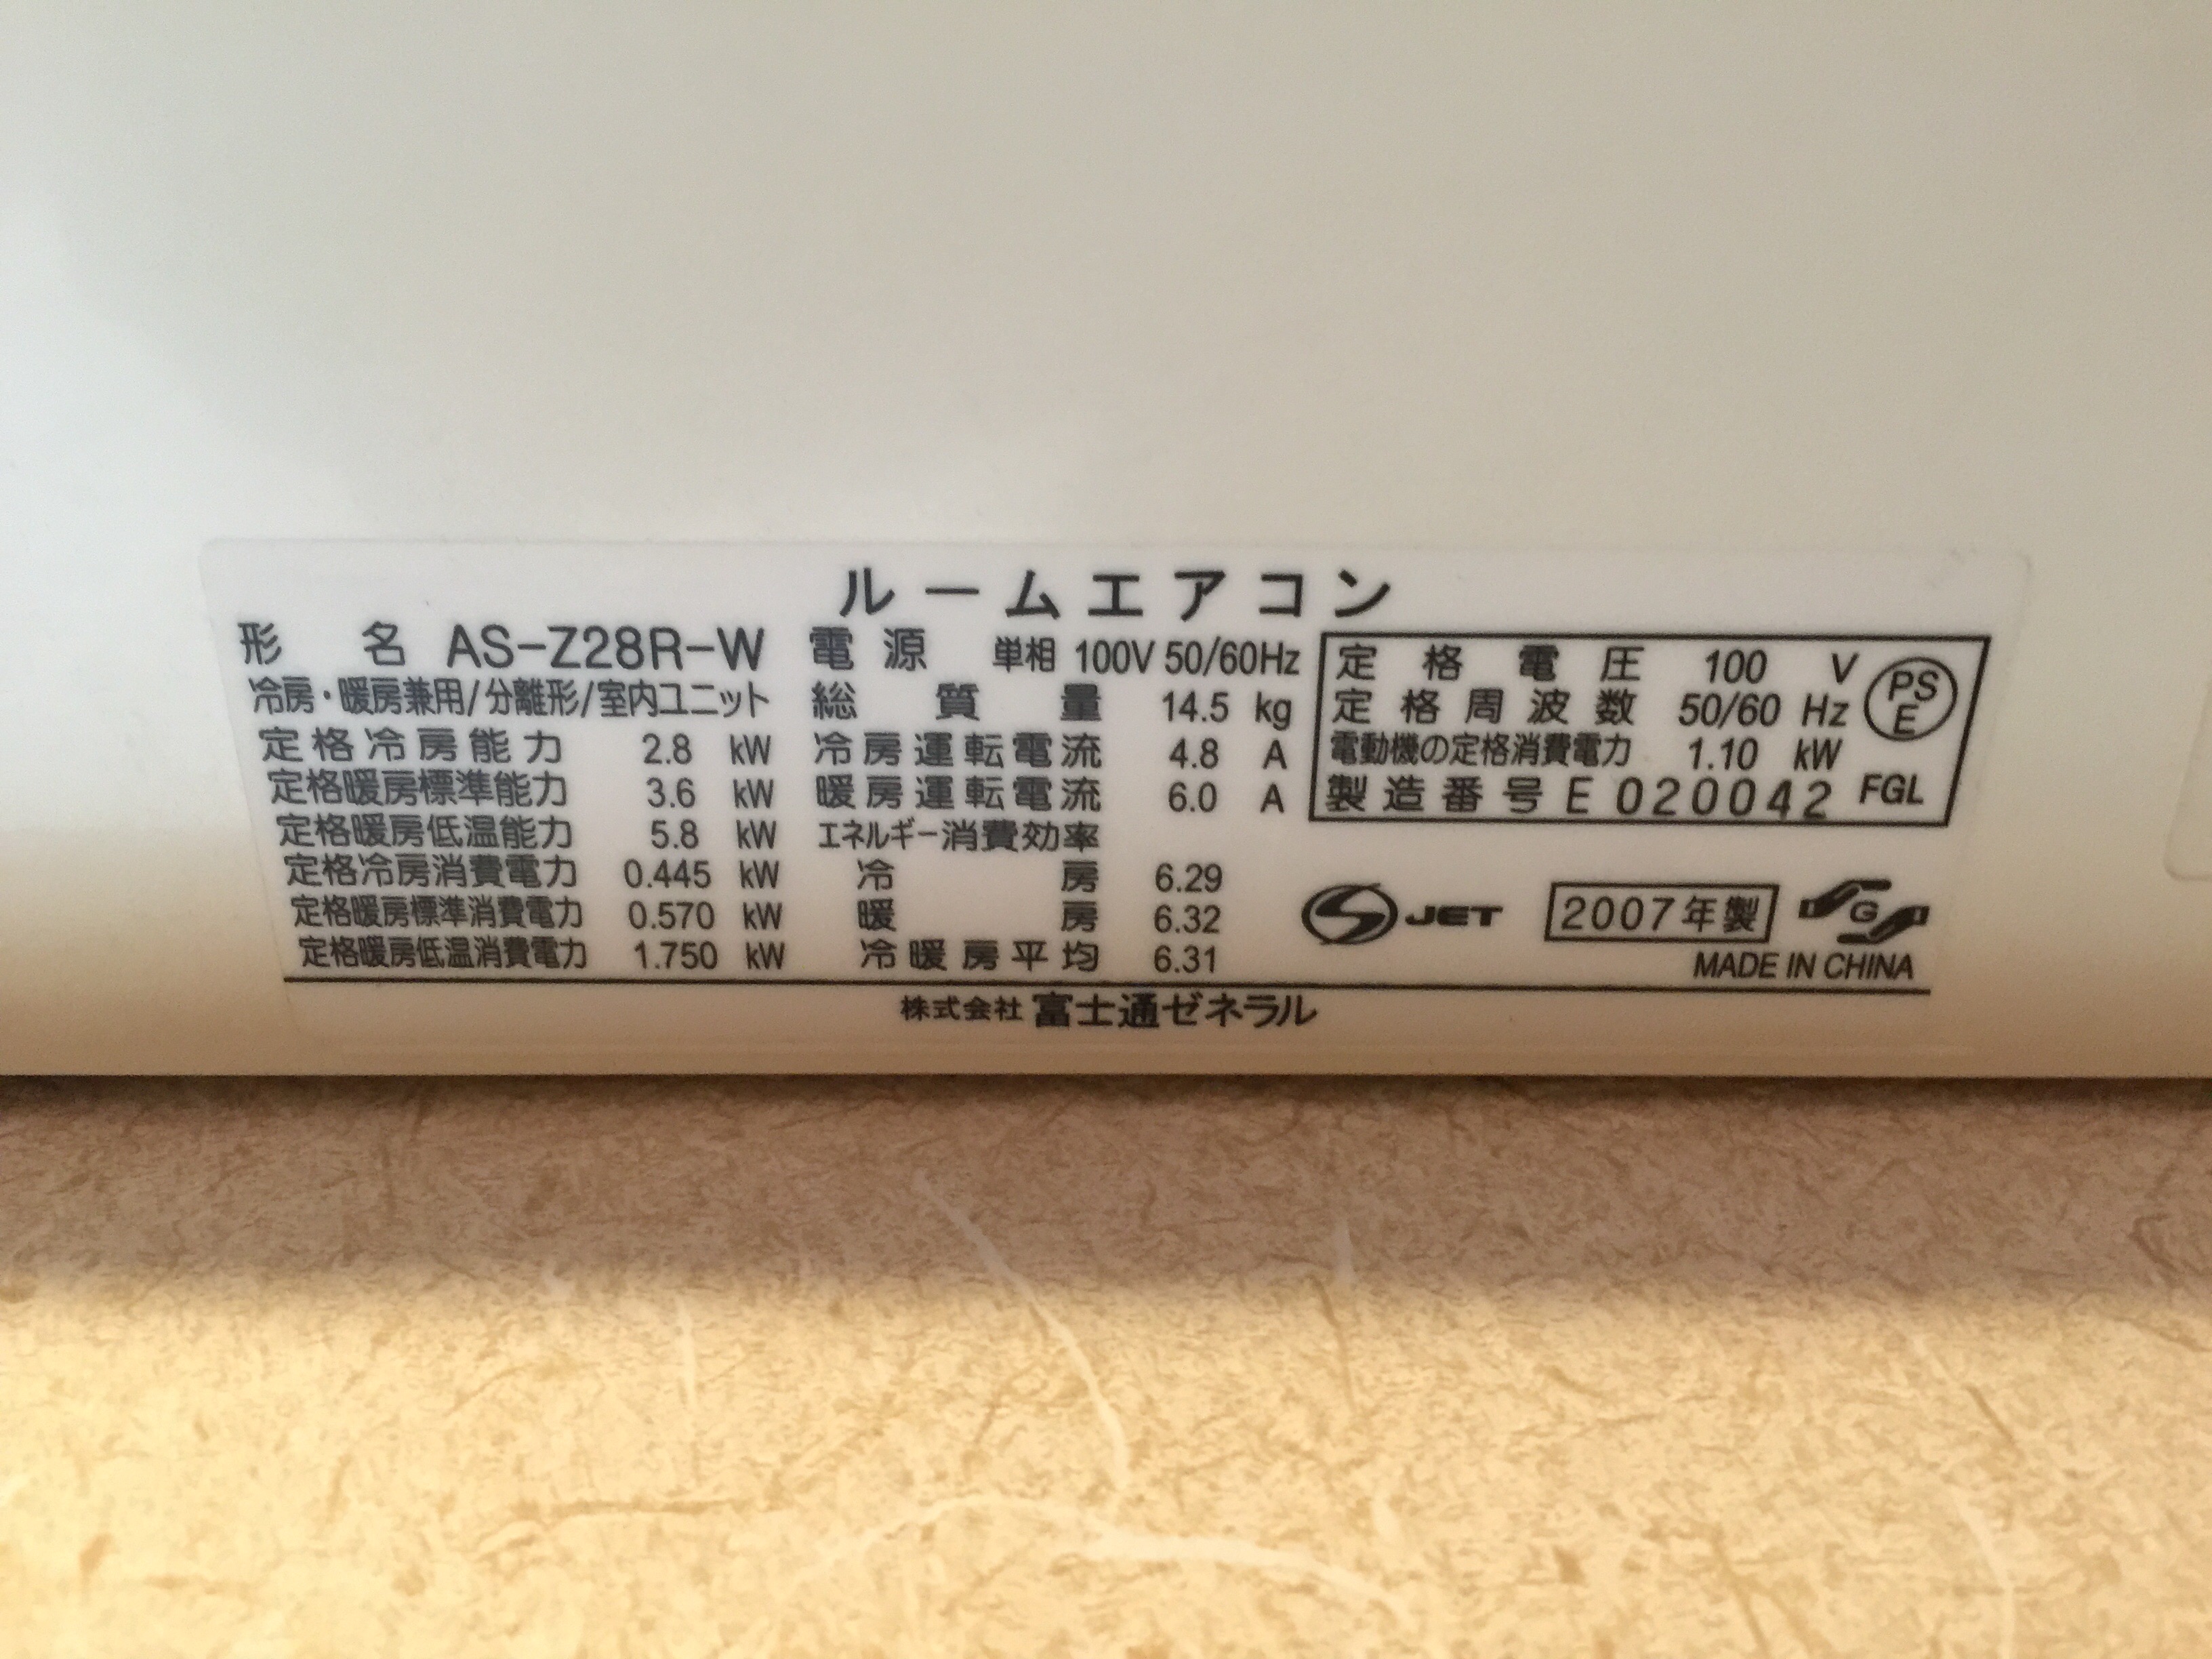 ルームエアコン
形 名 AS-Z28R-W
冷房・暖房兼用/分離形/室内ユニット
定格冷房能力 2.8 kW
定格暖房標準能力 3.6 kW
定格暖房低温能力 5.8 kW
定格冷房消費電力 0.445 kW
定格暖房標準消費電力 0.570 kW
定格暖房低温消費電力 1.750 kW
電源 単相 100V 50/60Hz
総質量 14.5 kg
冷房運転電流 4.8 A
暖房運転電流 6.0 A
エネルギー消費効率
冷房 6.29
暖房 6.32
冷暖房平均 6.31
定格電圧 100 V
定格周波数 50/60 Hz
電動機の定格消費電力 1.10 kW
製造番号 E 020042 FGL
PS E
JET
2007年製
G
MADE IN CHINA
株式会社 富士通ゼネラル